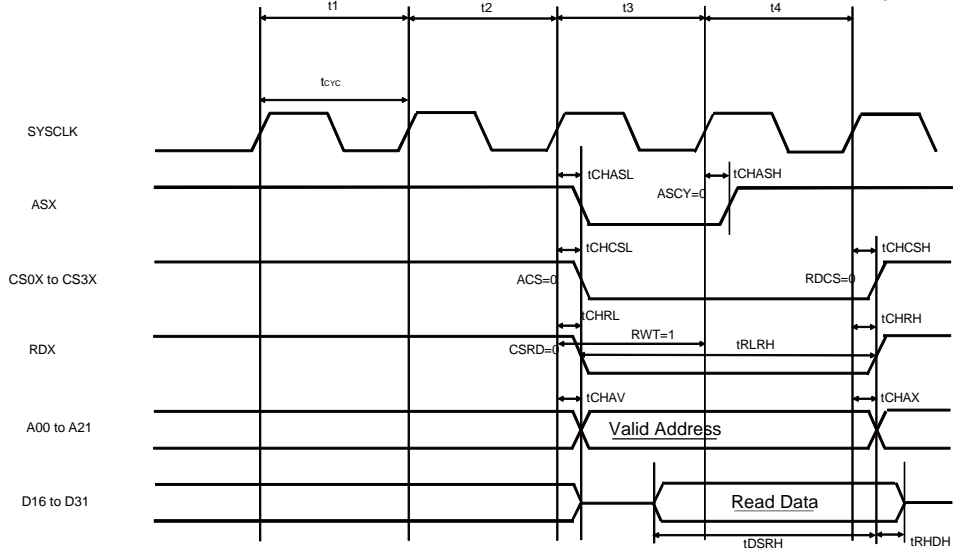 t1 t2 t3 t4
tCYC
SYSCLK
tCHASL tCHASH
ASX ASCY=0
tCHCSL tCHCSH
CS0X to CS3X ACS=0 RDCS=0
tCHRL tCHRH
RWT=1
RDX CSRD=0 tRLRH
tCHAV tCHAX
A00 to A21 Valid Address
D16 to D31 Read Data
tDSRH tRHDH